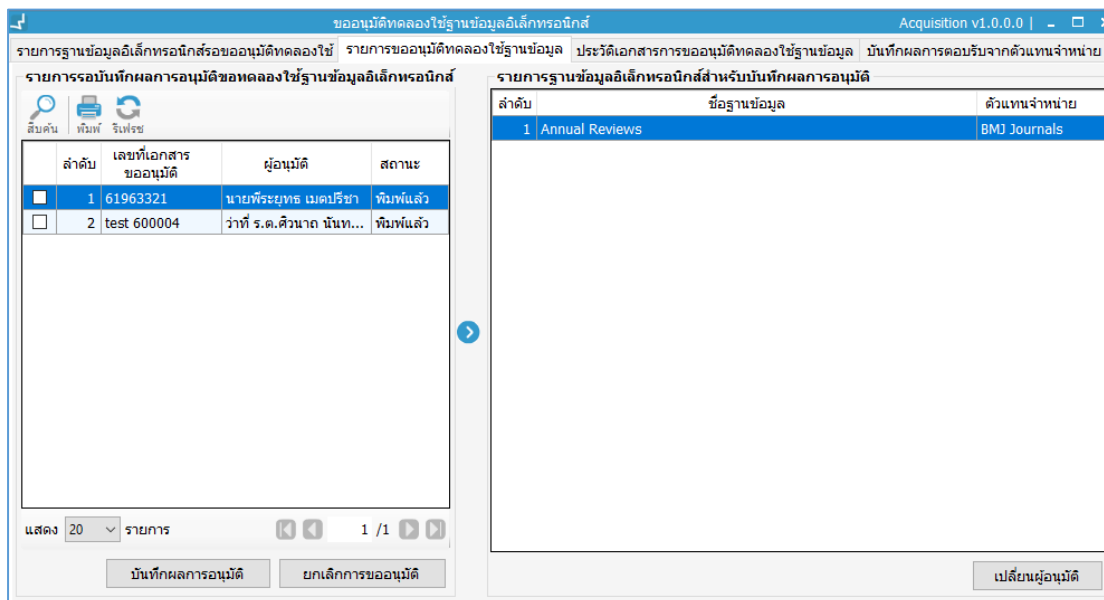 ขออนุมัติทดลองใช้ฐานข้อมูลอิเล็กทรอนิกส์ Acquisition v1.0.0.0 |
รายการฐานข้อมูลอิเล็กทรอนิกส์รอขออนุมัติทดลองใช้ รายการขออนุมัติทดลองใช้ฐานข้อมูล ประวัติเอกสารการขออนุมัติทดลองใช้ฐานข้อมูล บันทึกผลการตอบรับจากตัวแทนจำหน่าย
รายการรอบันทึกผลการอนุมัติขอทดลองใช้ฐานข้อมูลอิเล็กทรอนิกส์
สืบค้น พิมพ์ รีเฟรช
ลำดับ เลขที่เอกสาร ผู้อนุมัติ สถานะ
ขออนุมัติ
1 61963321 นายพีระยุทธ เมตปรีชา พิมพ์แล้ว
2 test 600004 ว่าที่ ร.ต.ศิวนาถ นันท... พิมพ์แล้ว
แสดง 20 รายการ 1 /1
บันทึกผลการอนุมัติ ยกเลิกการขออนุมัติ
รายการฐานข้อมูลอิเล็กทรอนิกส์สำหรับบันทึกผลการอนุมัติ
ลำดับ ชื่อฐานข้อมูล ตัวแทนจำหน่าย
1 Annual Reviews BMJ Journals
เปลี่ยนผู้อนุมัติ